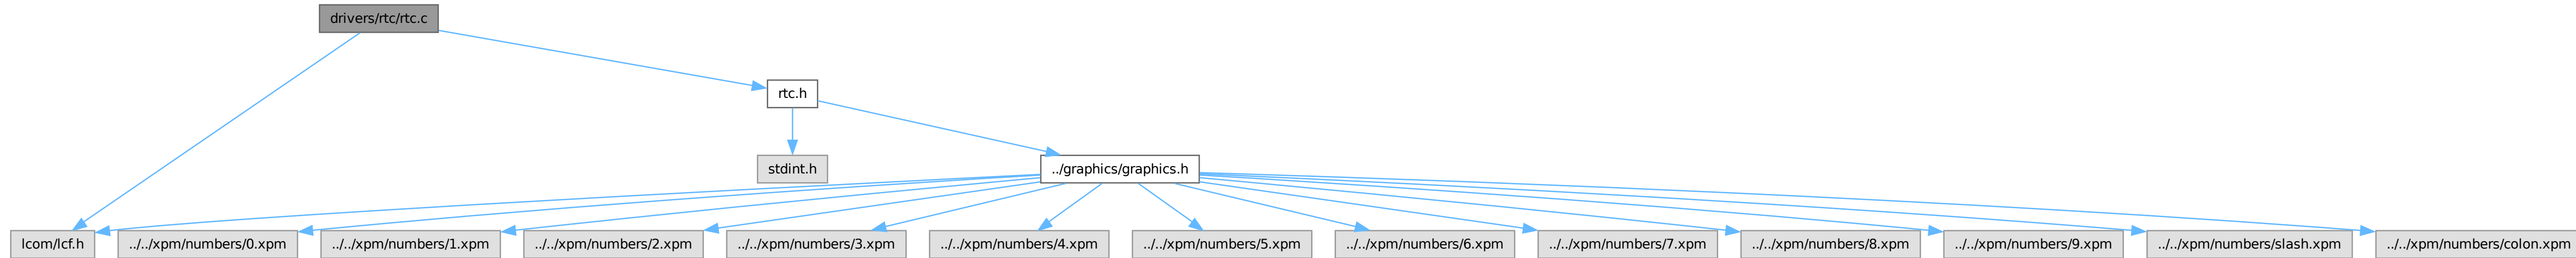 drivers/rtc/rtc.c
rtc.h
stdint.h
../graphics/graphics.h
lcom/lcf.h
../../xpm/numbers/0.xpm
../../xpm/numbers/1.xpm
../../xpm/numbers/2.xpm
../../xpm/numbers/3.xpm
../../xpm/numbers/4.xpm
../../xpm/numbers/5.xpm
../../xpm/numbers/6.xpm
../../xpm/numbers/7.xpm
../../xpm/numbers/8.xpm
../../xpm/numbers/9.xpm
../../xpm/numbers/slash.xpm
../../xpm/numbers/colon.xpm